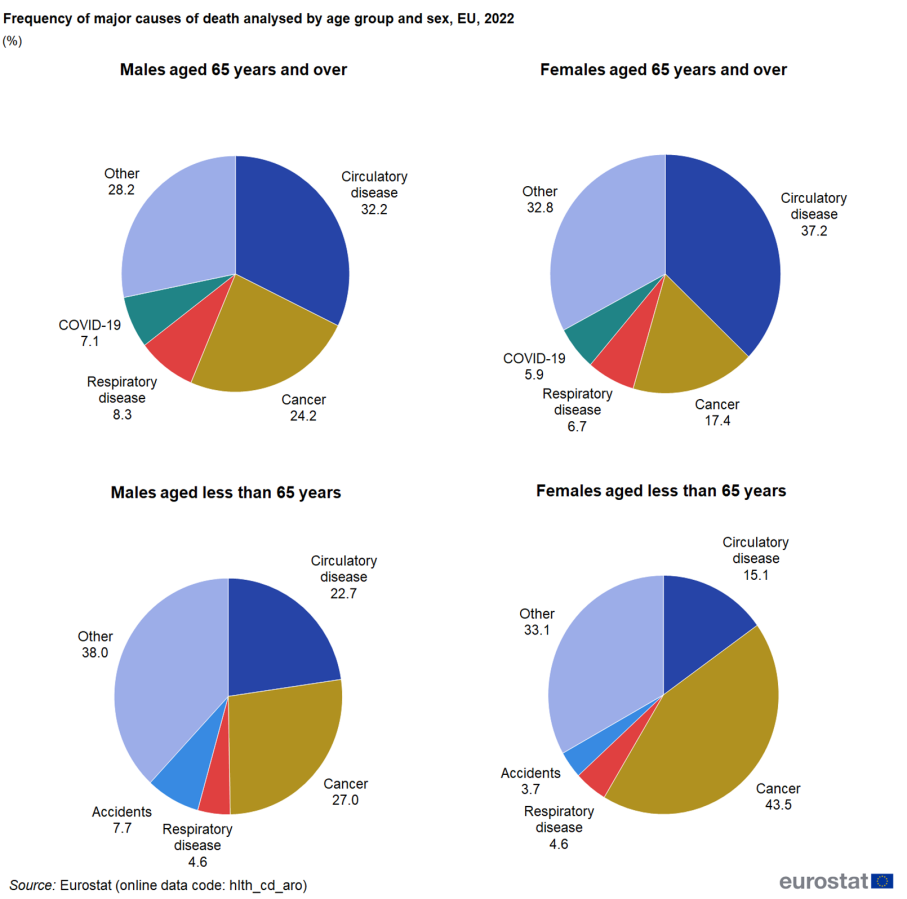 Frequency of major causes of death analysed by age group and sex, EU, 2022
(%)
Males aged 65 years and over
Circulatory
disease
32.2
Cancer
24.2
Respiratory
disease
8.3
COVID-19
7.1
Other
28.2
Females aged 65 years and over
Circulatory
disease
37.2
Cancer
17.4
Respiratory
disease
6.7
COVID-19
5.9
Other
32.8
Males aged less than 65 years
Circulatory
disease
22.7
Cancer
27.0
Respiratory
disease
4.6
Accidents
7.7
Other
38.0
Females aged less than 65 years
Circulatory
disease
15.1
Cancer
43.5
Respiratory
disease
4.6
Accidents
3.7
Other
33.1
Source: Eurostat (online data code: hlth_cd_aro)
eurostat